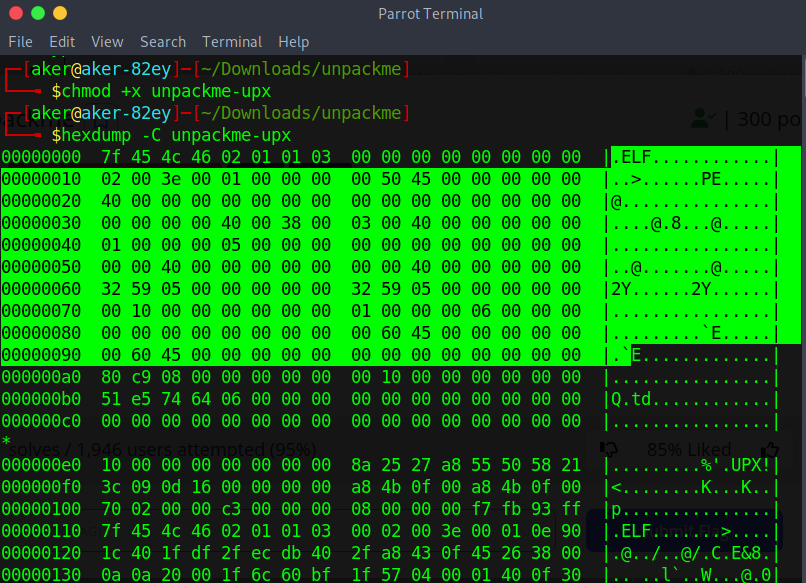 Parrot Terminal
File Edit View Search Terminal Help
┌─[aker@aker-82ey]─[~/Downloads/unpackme]
└──╼ $chmod +x unpackme-upx
┌─[aker@aker-82ey]─[~/Downloads/unpackme]
└──╼ $hexdump -C unpackme-upx
| 300 po
00000000  7f 45 4c 46 02 01 01 03  00 00 00 00 00 00 00 00  |.ELF............|
00000010  02 00 3e 00 01 00 00 00  00 50 45 00 00 00 00 00  |..>......PE.....|
00000020  40 00 00 00 00 00 00 00  00 00 00 00 00 00 00 00  |@...............|
00000030  00 00 00 00 40 00 38 00  03 00 40 00 00 00 00 00  |....@.8...@.....|
00000040  01 00 00 00 05 00 00 00  00 00 00 00 00 00 00 00  |................|
00000050  00 00 40 00 00 00 00 00  00 00 40 00 00 00 00 00  |..@.......@.....|
00000060  32 59 05 00 00 00 00 00  32 59 05 00 00 00 00 00  |2Y......2Y......|
00000070  00 10 00 00 00 00 00 00  01 00 00 00 06 00 00 00  |................|
00000080  00 00 00 00 00 00 00 00  00 60 45 00 00 00 00 00  |.........`E.....|
00000090  00 60 45 00 00 00 00 00  00 00 00 00 00 00 00 00  |.`E.............|
000000a0  80 c9 08 00 00 00 00 00  00 10 00 00 00 00 00 00  |................|
000000b0  51 e5 74 64 06 00 00 00  00 00 00 00 00 00 00 00  |Q.td............|
000000c0  00 00 00 00 00 00 00 00  00 00 00 00 00 00 00 00  |................|
*
solves / 1,946 users attempted (95%)
85% Liked
000000e0  10 00 00 00 00 00 00 00  8a 25 27 a8 55 50 58 21  |.........%'.UPX!|
000000f0  3c 09 0d 16 00 00 00 00  a8 4b 0f 00 a8 4b 0f 00  |<........K...K..|
00000100  70 02 00 00 c3 00 00 00  08 00 00 00 f7 fb 93 ff  |p...............|
00000110  7f 45 4c 46 02 01 01 03  00 02 00 3e 00 01 0e 90  |.ELF.......>....|
00000120  1c 40 1f df 2f ec db 40  2f a8 43 0f 45 26 38 00  |.@../..@/.C.E&8.|
00000130  0a 0a 20 00 1f 6c 60 bf  1f 57 04 00 01 40 0f 30  |.. ..l`..W...@.0|